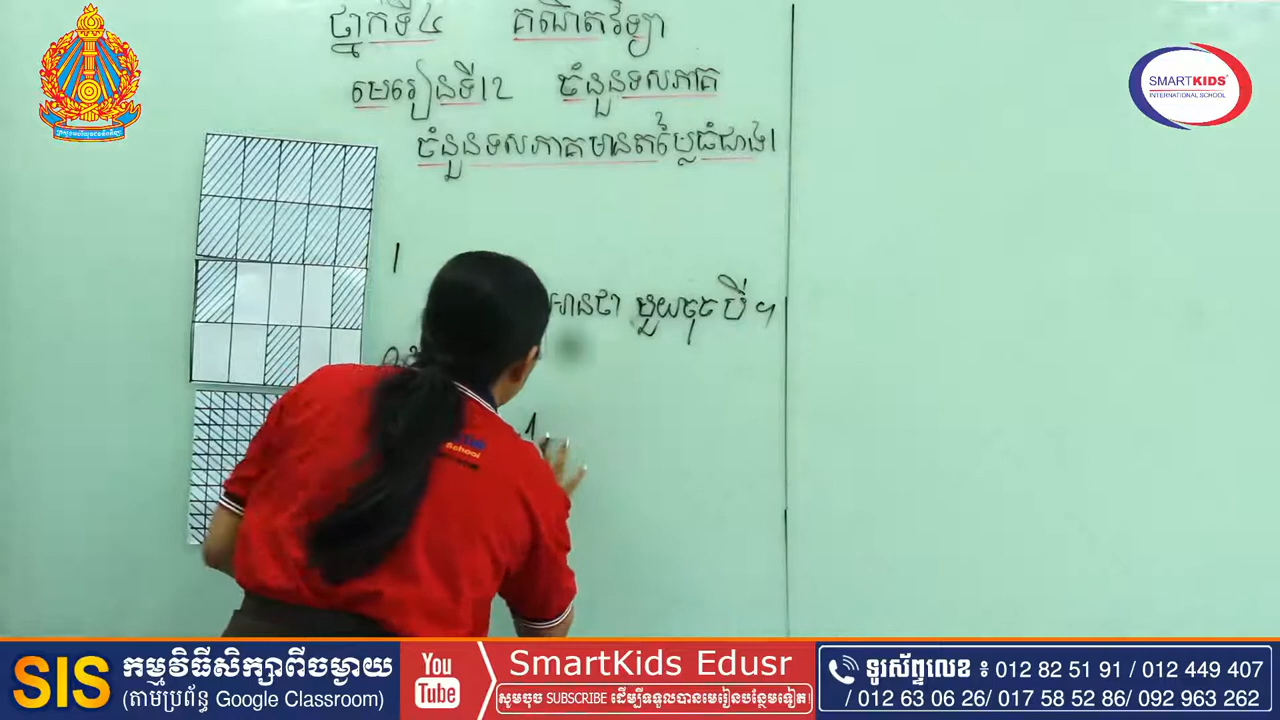 ថ្នាក់ទី៤ គណិតវិទ្យា
មេរៀនទី12 ចំនួនទសភាគ
ចំនួនទសភាគមានតម្លៃធំជាង1
SMARTKIDS
INTERNATIONAL SCHOOL
1
អានថា មួយចុចបី ។
1
School
SIS កម្មវិធីសិក្សាពីចម្ងាយ
(តាមប្រព័ន្ធ Google Classroom)
You Tube
SmartKids Edusr
សូមចុច SUBSCRIBE ដើម្បីទទួលបានមេរៀនបន្ថែមទៀត!
ទូរស័ព្ទលេខ ៖ 012 82 51 91 / 012 449 407
/ 012 63 06 26/ 017 58 52 86/ 092 963 262